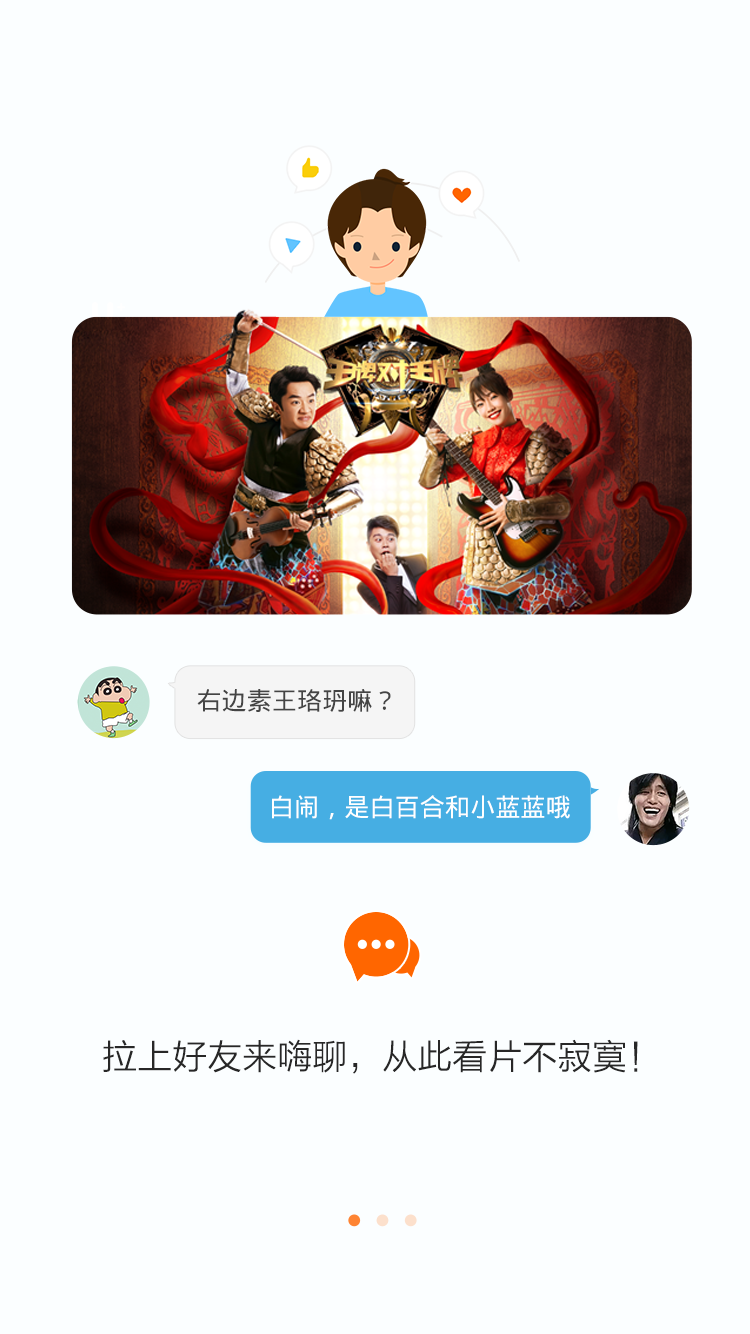 王牌对王牌
右边素王珞玬嘛？
白闹，是白百合和小蓝蓝哦
拉上好友来嗨聊，从此看片不寂寞！